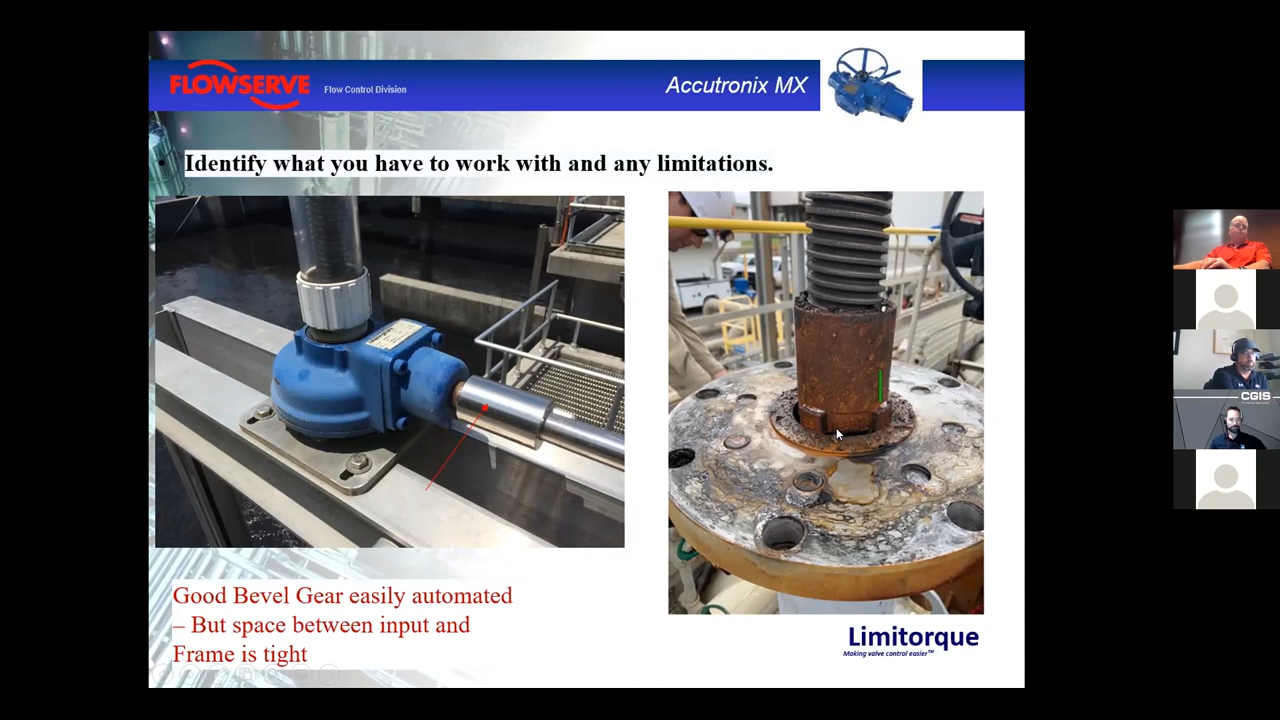 FLOWSERVE
Flow Control Division
Accutronix MX
Identify what you have to work with and any limitations.
Good Bevel Gear easily automated
– But space between input and
Frame is tight
Limitorque
Making valve control easier™
CGIS